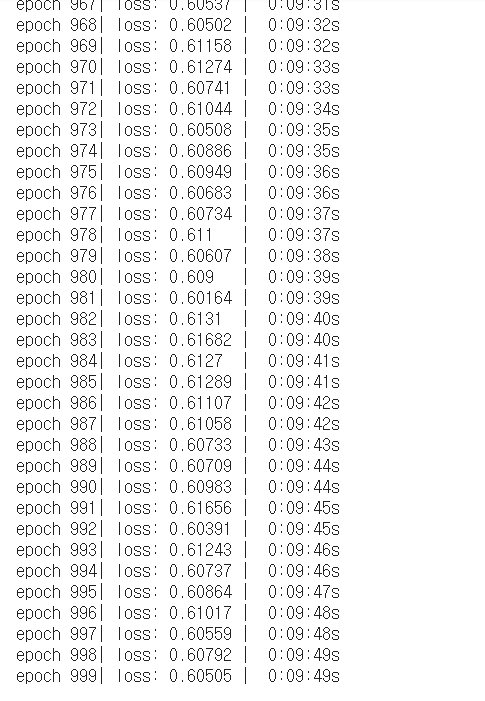 epoch 967| loss: 0.60537 |  0:09:31s
epoch 968| loss: 0.60502 |  0:09:32s
epoch 969| loss: 0.61158 |  0:09:32s
epoch 970| loss: 0.61274 |  0:09:33s
epoch 971| loss: 0.60741 |  0:09:33s
epoch 972| loss: 0.61044 |  0:09:34s
epoch 973| loss: 0.60508 |  0:09:35s
epoch 974| loss: 0.60886 |  0:09:35s
epoch 975| loss: 0.60949 |  0:09:36s
epoch 976| loss: 0.60683 |  0:09:36s
epoch 977| loss: 0.60734 |  0:09:37s
epoch 978| loss: 0.611   |  0:09:37s
epoch 979| loss: 0.60607 |  0:09:38s
epoch 980| loss: 0.609   |  0:09:39s
epoch 981| loss: 0.60164 |  0:09:39s
epoch 982| loss: 0.6131  |  0:09:40s
epoch 983| loss: 0.61682 |  0:09:40s
epoch 984| loss: 0.6127  |  0:09:41s
epoch 985| loss: 0.61289 |  0:09:41s
epoch 986| loss: 0.61107 |  0:09:42s
epoch 987| loss: 0.61058 |  0:09:42s
epoch 988| loss: 0.60733 |  0:09:43s
epoch 989| loss: 0.60709 |  0:09:44s
epoch 990| loss: 0.60983 |  0:09:44s
epoch 991| loss: 0.61656 |  0:09:45s
epoch 992| loss: 0.60391 |  0:09:45s
epoch 993| loss: 0.61243 |  0:09:46s
epoch 994| loss: 0.60737 |  0:09:46s
epoch 995| loss: 0.60864 |  0:09:47s
epoch 996| loss: 0.61017 |  0:09:48s
epoch 997| loss: 0.60559 |  0:09:48s
epoch 998| loss: 0.60792 |  0:09:49s
epoch 999| loss: 0.60505 |  0:09:49s